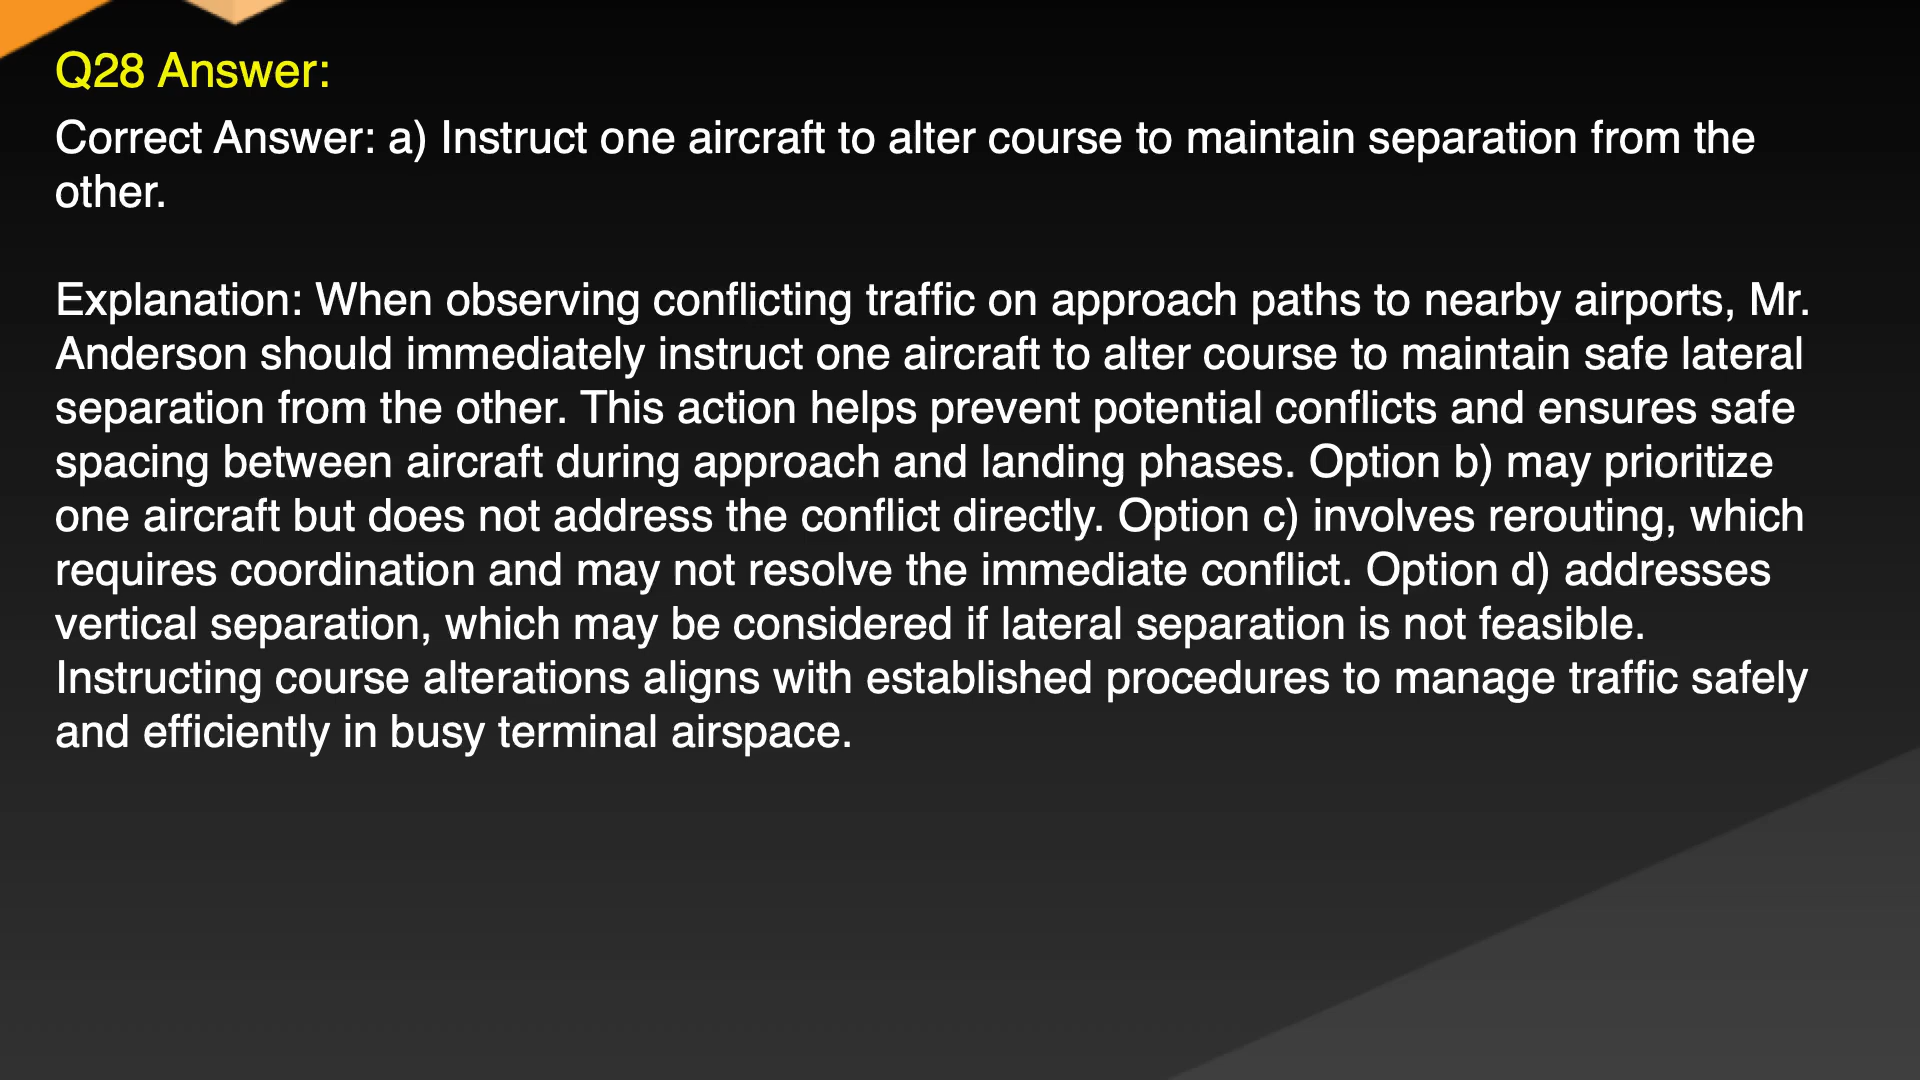 Q28 Answer:
Correct Answer: a) Instruct one aircraft to alter course to maintain separation from the
other.
Explanation: When observing conflicting traffic on approach paths to nearby airports, Mr.
Anderson should immediately instruct one aircraft to alter course to maintain safe lateral
separation from the other. This action helps prevent potential conflicts and ensures safe
spacing between aircraft during approach and landing phases. Option b) may prioritize
one aircraft but does not address the conflict directly. Option c) involves rerouting, which
requires coordination and may not resolve the immediate conflict. Option d) addresses
vertical separation, which may be considered if lateral separation is not feasible.
Instructing course alterations aligns with established procedures to manage traffic safely
and efficiently in busy terminal airspace.